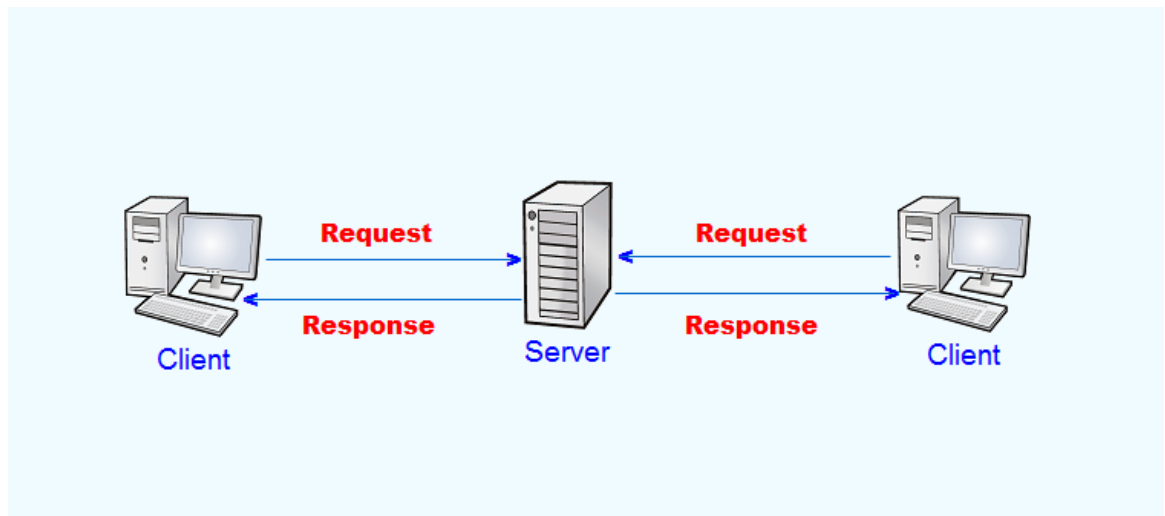 Request
Request
Response
Response
Client
Server
Client